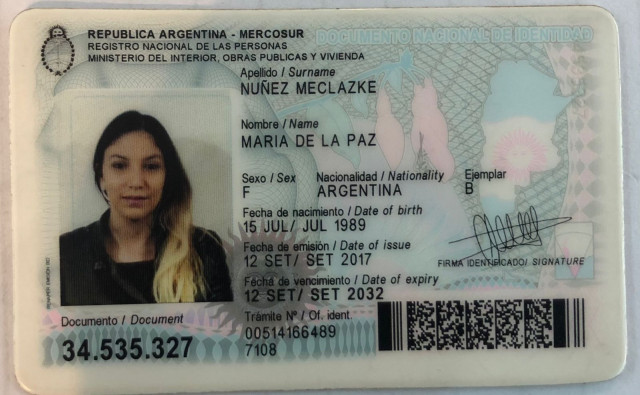 REPUBLICA ARGENTINA - MERCOSUR
REGISTRO NACIONAL DE LAS PERSONAS
MINISTERIO DEL INTERIOR, OBRAS PUBLICAS Y VIVIENDA
DOCUMENTO NACIONAL DE IDENTIDAD
Apellido / Surname
NUÑEZ MECLAZKE
Nombre / Name
MARIA DE LA PAZ
Sexo / Sex Nacionalidad / Nationality Ejemplar
F ARGENTINA B
Fecha de nacimiento / Date of birth
15 JUL/ JUL 1989
Fecha de emisión / Date of issue
12 SET/ SET 2017
FIRMA IDENTIFICADO/ SIGNATURE
Fecha de vencimiento / Date of expiry
12 SET/ SET 2032
Documento / Document
34.535.327
Trámite Nº / Of. ident.
00514166489
7108